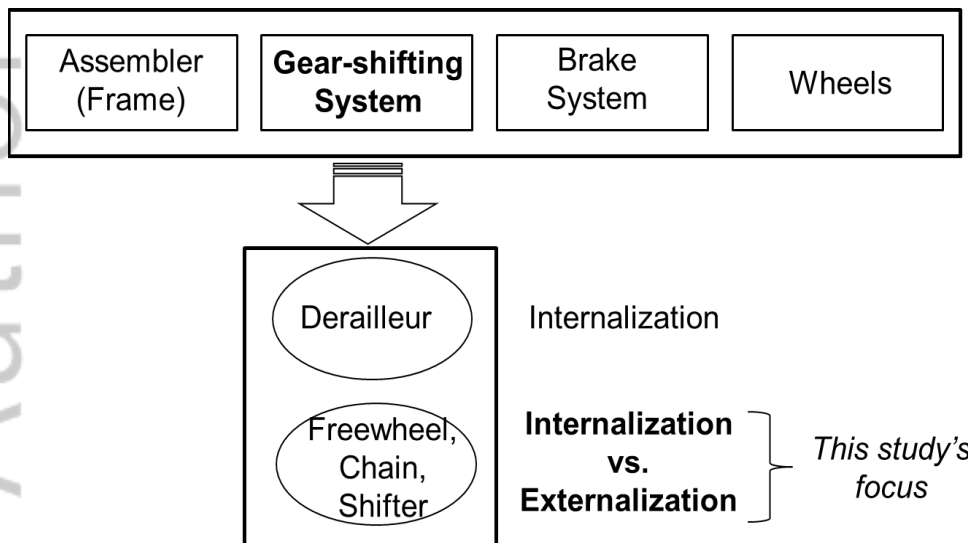 Assembler
(Frame)
Gear-shifting
System
Brake
System
Wheels
Derailleur
Internalization
Freewheel,
Chain,
Shifter
Internalization
vs.
Externalization
This study's
focus